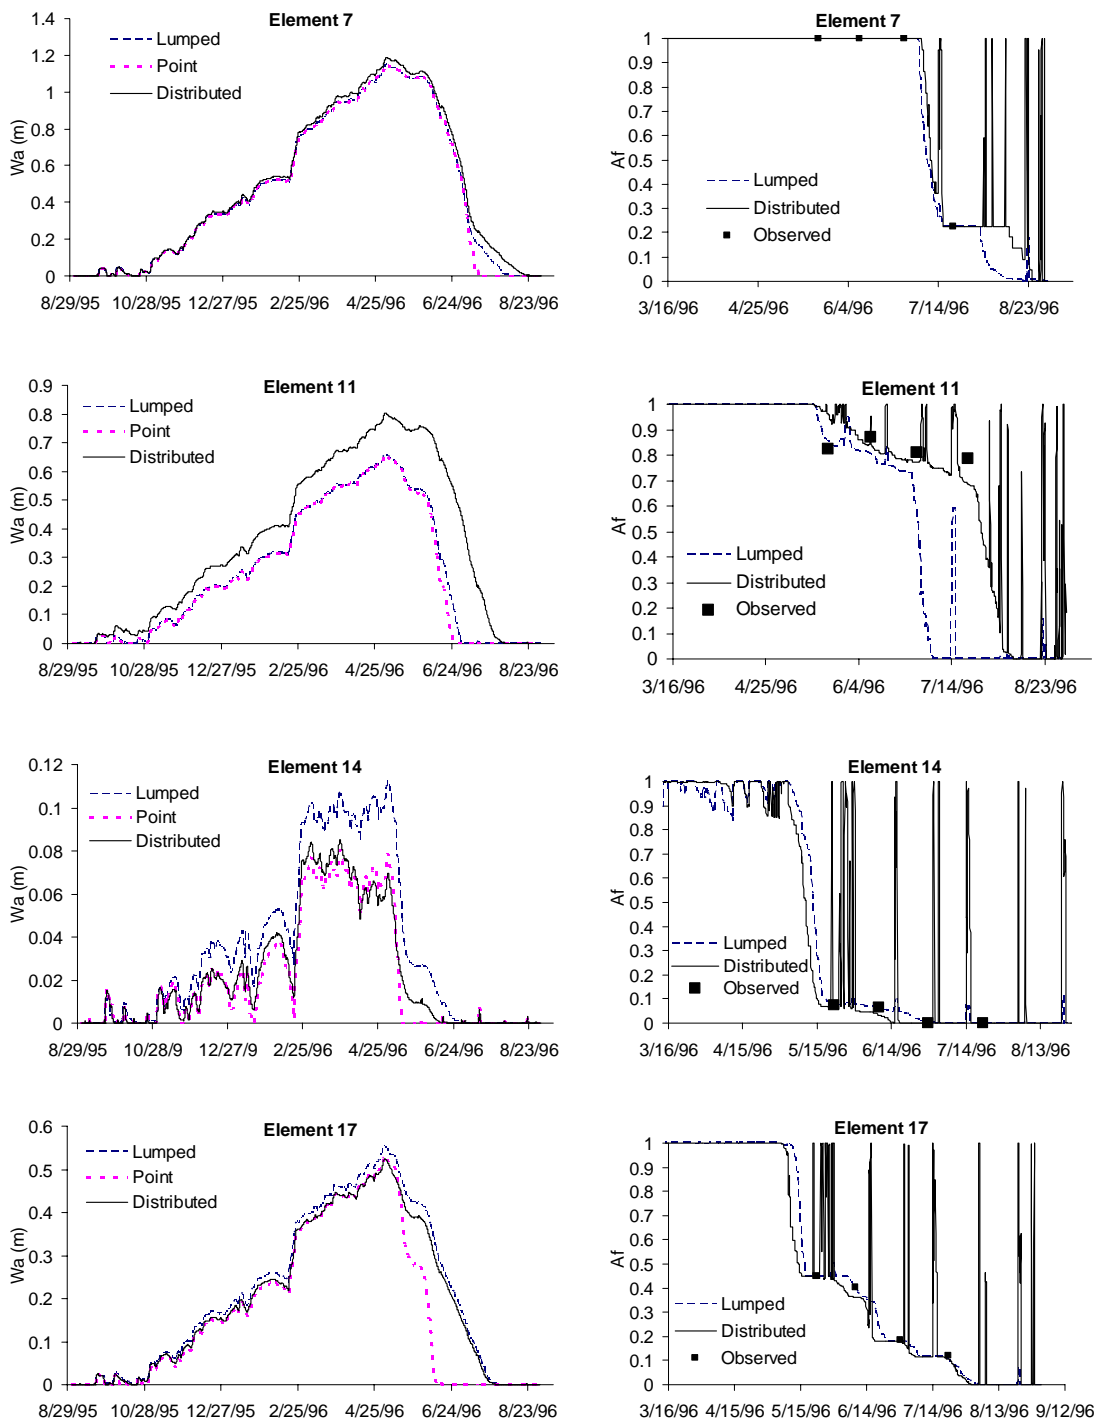 Element 7
Wa (m)
1.4
1.2
1
0.8
0.6
0.4
0.2
0
Lumped
Point
Distributed
8/29/95 10/28/95 12/27/95 2/25/96 4/25/96 6/24/96 8/23/96
Element 7
Af
1
0.9
0.8
0.7
0.6
0.5
0.4
0.3
0.2
0.1
0
Lumped
Distributed
Observed
3/16/96 4/25/96 6/4/96 7/14/96 8/23/96
Element 11
Wa (m)
0.9
0.8
0.7
0.6
0.5
0.4
0.3
0.2
0.1
0
Lumped
Point
Distributed
8/29/95 10/28/95 12/27/95 2/25/96 4/25/96 6/24/96 8/23/96
Element 11
Af
1
0.9
0.8
0.7
0.6
0.5
0.4
0.3
0.2
0.1
0
Lumped
Distributed
Observed
3/16/96 4/25/96 6/4/96 7/14/96 8/23/96
Element 14
Wa (m)
0.12
0.1
0.08
0.06
0.04
0.02
0
Lumped
Point
Distributed
8/29/95 10/28/9 12/27/95 2/25/96 4/25/96 6/24/96 8/23/96
Element 14
Af
1
0.9
0.8
0.7
0.6
0.5
0.4
0.3
0.2
0.1
0
Lumped
Distributed
Observed
3/16/96 4/15/96 5/15/96 6/14/96 7/14/96 8/13/96
Element 17
Wa (m)
0.6
0.5
0.4
0.3
0.2
0.1
0
Lumped
Point
Distributed
8/29/95 10/28/95 12/27/95 2/25/96 4/25/96 6/24/96 8/23/96
Element 17
Af
1
0.9
0.8
0.7
0.6
0.5
0.4
0.3
0.2
0.1
0
Lumped
Distributed
Observed
3/16/96 4/15/96 5/15/96 6/14/96 7/14/96 8/13/96 9/12/96